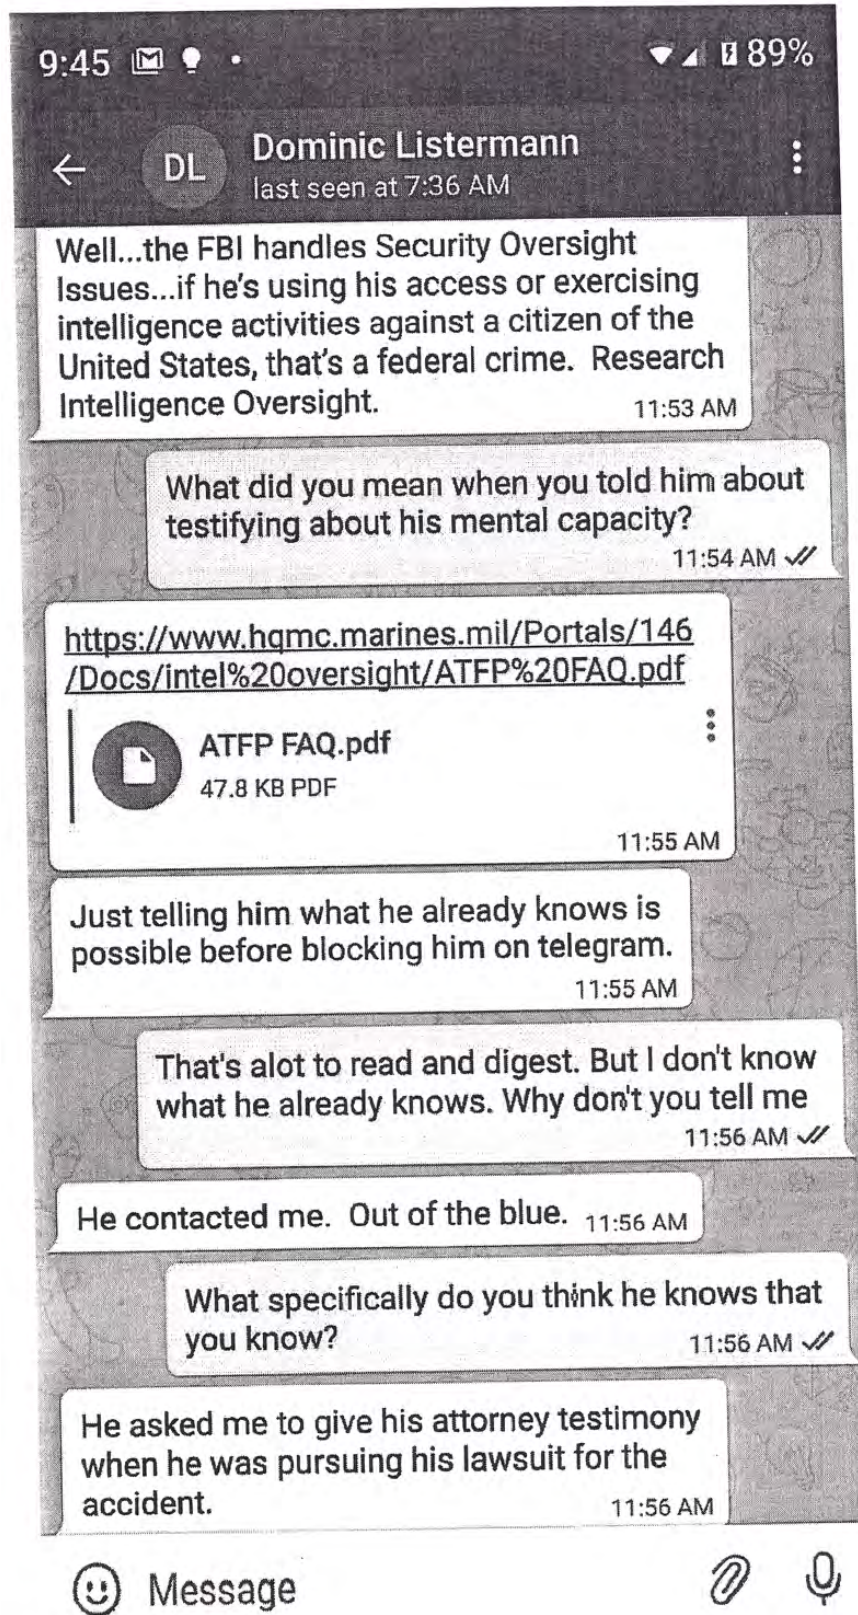 9:45
89%
DL
Dominic Listermann
last seen at 7:36 AM
Well...the FBI handles Security Oversight
Issues...if he's using his access or exercising
intelligence activities against a citizen of the
United States, that's a federal crime.  Research
Intelligence Oversight.
11:53 AM
What did you mean when you told him about
testifying about his mental capacity?
11:54 AM
https://www.hqmc.marines.mil/Portals/146
/Docs/intel%20oversight/ATFP%20FAQ.pdf
ATFP FAQ.pdf
47.8 KB PDF
11:55 AM
Just telling him what he already knows is
possible before blocking him on telegram.
11:55 AM
That's alot to read and digest. But I don't know
what he already knows. Why don't you tell me
11:56 AM
He contacted me.  Out of the blue. 11:56 AM
What specifically do you think he knows that
you know?
11:56 AM
He asked me to give his attorney testimony
when he was pursuing his lawsuit for the
accident.
11:56 AM
Message